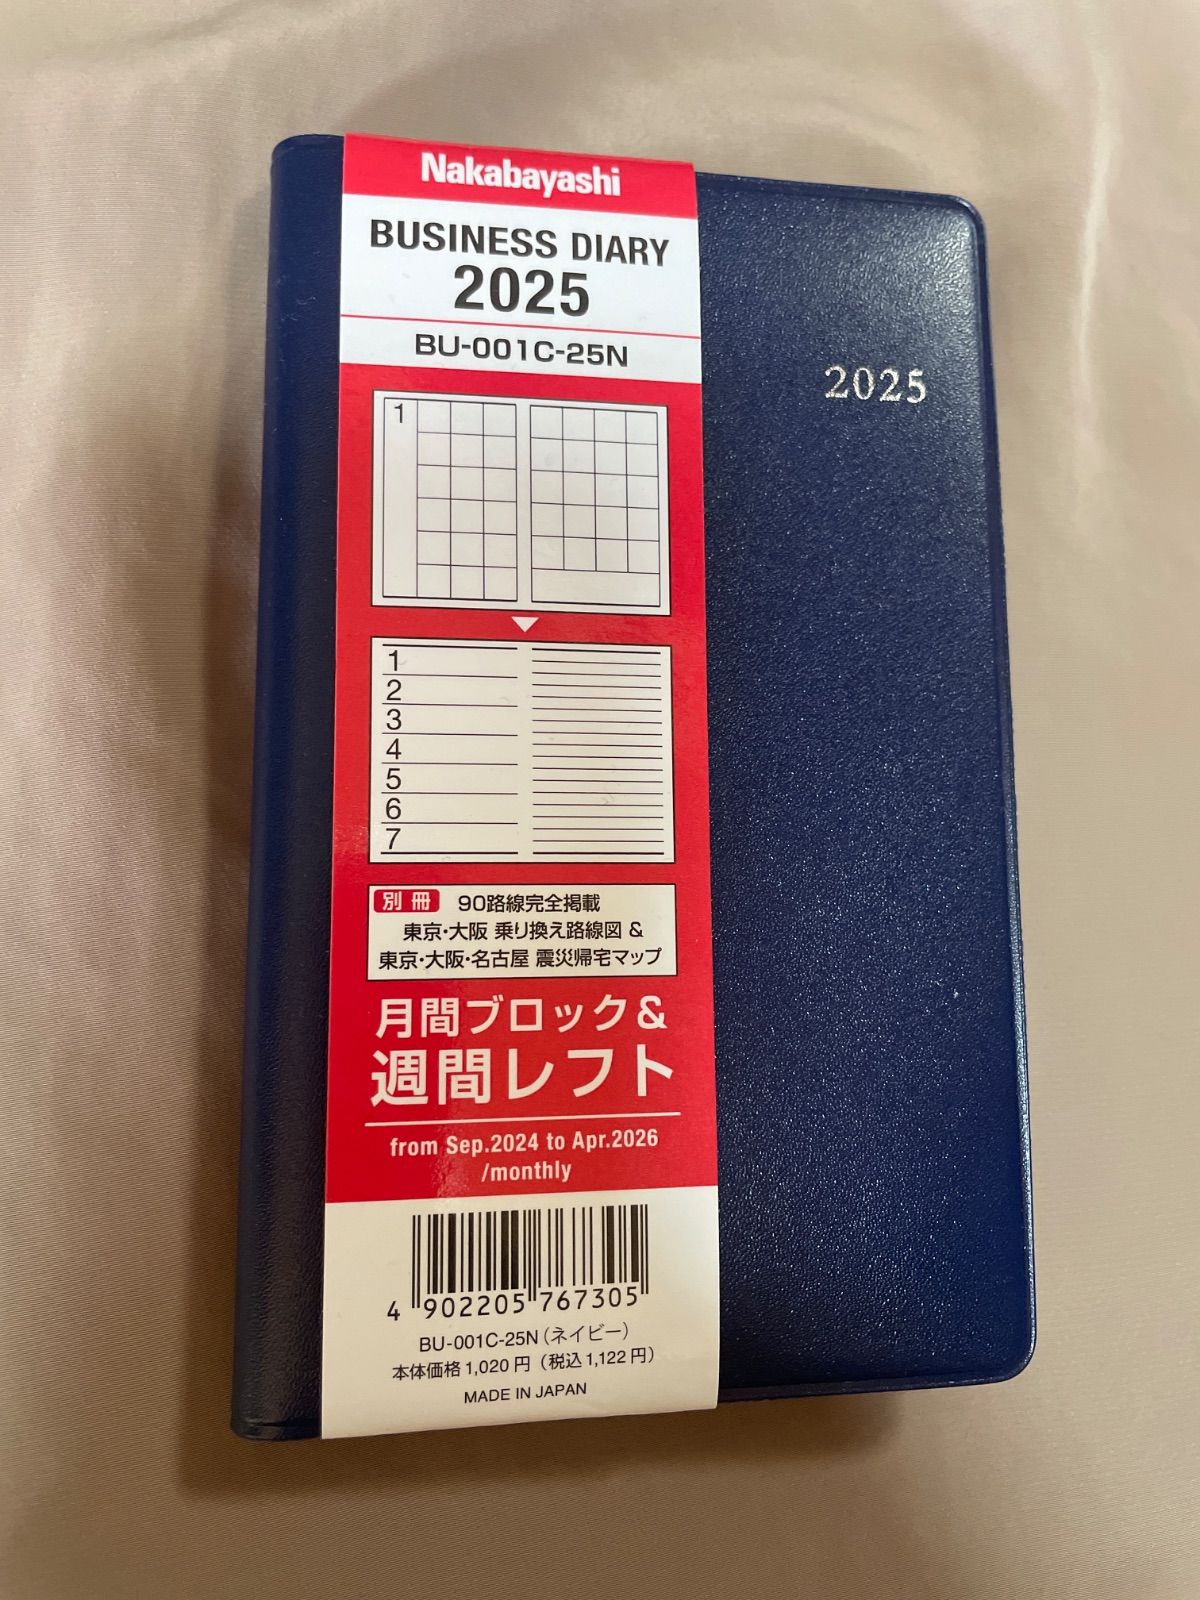 Nakabayashi
BUSINESS DIARY
2025
BU-001C-25N
2025
1
1
2
3
4
5
6
7
別冊 90路線完全掲載
東京・大阪 乗り換え路線図 &
東京・大阪・名古屋 震災帰宅マップ
月間ブロック&
週間レフト
from Sep.2024 to Apr.2026
/monthly
4 902205 767305
BU-001C-25N（ネイビー）
本体価格1,020円（税込1,122円）
MADE IN JAPAN